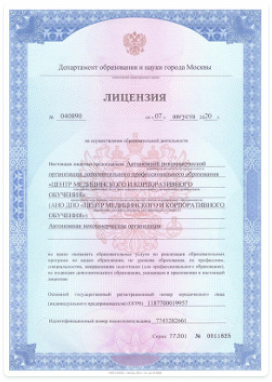 Департамент образования и науки города Москвы
ЛИЦЕНЗИЯ
№ 040890 от « 07 » августа 20 20 г
на осуществление образовательной деятельности
Настоящая лицензия предоставлена Автономной некоммерческой
организации дополнительного профессионального образования
«ЦЕНТР МЕДИЦИНСКОГО И КОРПОРАТИВНОГО
ОБУЧЕНИЯ»
(АНО ДПО «ЦЕНТР МЕДИЦИНСКОГО И КОРПОРАТИВНОГО
ОБУЧЕНИЯ»)
Автономная некоммерческая организация
на право оказывать образовательные услуги по реализации образовательных
программ по видам образования, по уровням образования, по профессиям,
специальностям, направлениям подготовки (для профессионального образования),
по подвидам дополнительного образования, указанным в приложении к настоящей
лицензии
Основной государственный регистрационный номер юридического лица
(индивидуального предпринимателя) (ОГРН)
Идентификационный номер налогоплательщика
Серия 77Л01 №